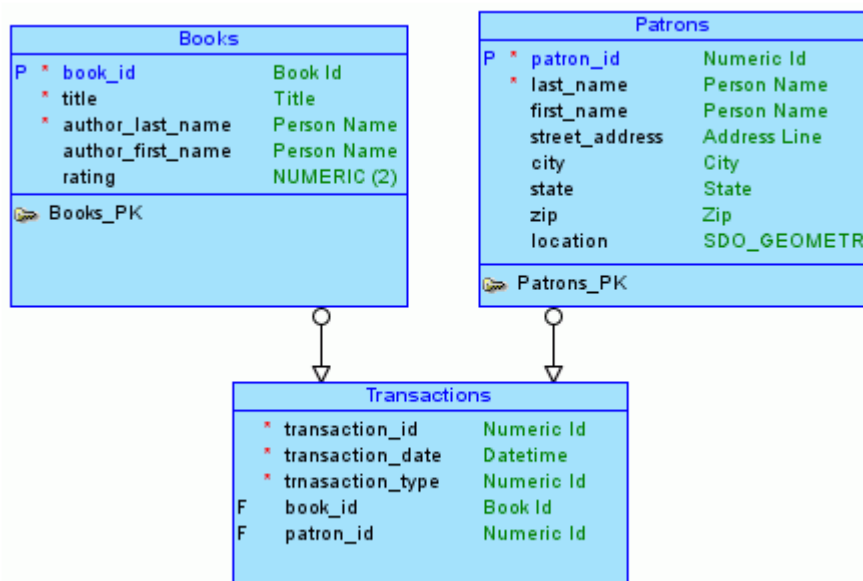 Books
P * book_id Book Id
* title Title
* author_last_name Person Name
author_first_name Person Name
rating NUMERIC (2)
Books_PK
Patrons
P * patron_id Numeric Id
* last_name Person Name
first_name Person Name
street_address Address Line
city City
state State
zip Zip
location SDO_GEOMETR
Patrons_PK
Transactions
* transaction_id Numeric Id
* transaction_date Datetime
* trnasaction_type Numeric Id
F book_id Book Id
F patron_id Numeric Id